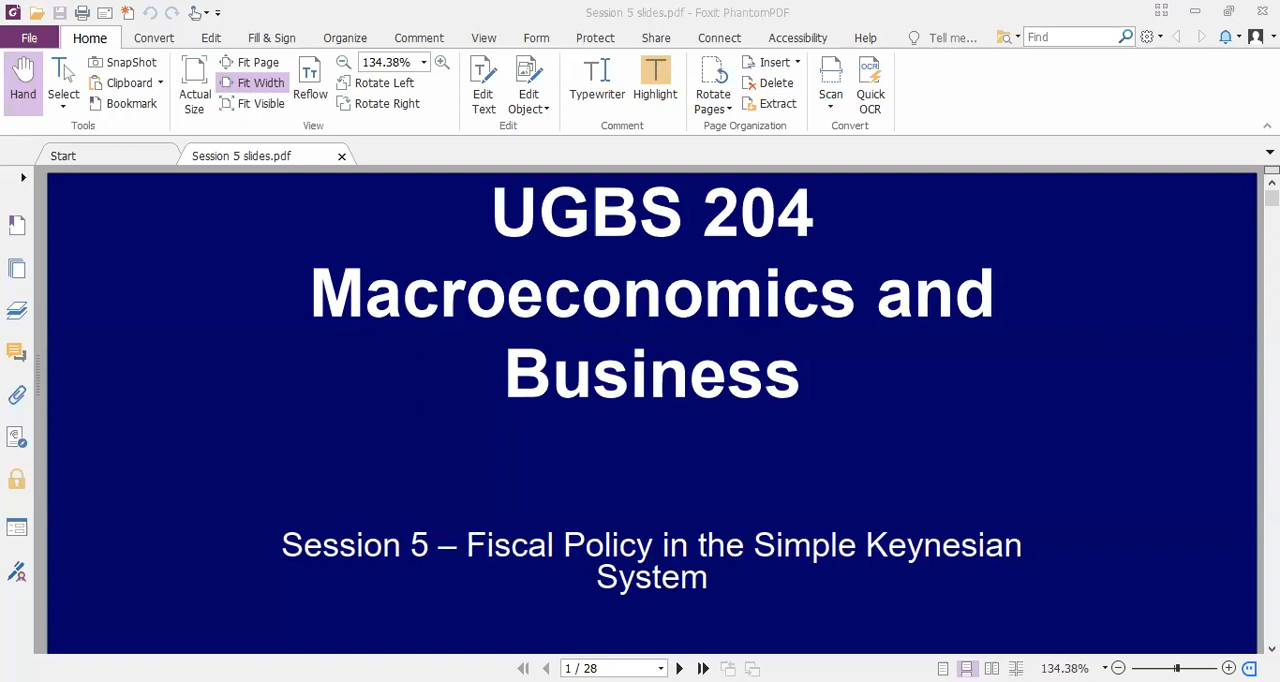 Session 5 slides.pdf - Foxit PhantomPDF
File Home Convert Edit Fill & Sign Organize Comment View Form Protect Share Connect Accessibility Help Tell me... Find
Hand
Select
SnapShot
Clipboard
Bookmark
Tools
Actual Size
Fit Page
Fit Width
Fit Visible
Reflow
134.38%
Rotate Left
Rotate Right
View
Edit Text
Edit Object
Edit
Typewriter
Highlight
Comment
Rotate Pages
Insert
Delete
Extract
Page Organization
Scan
OCR
Quick OCR
Convert
Start
Session 5 slides.pdf
UGBS 204
Macroeconomics and
Business
Session 5 – Fiscal Policy in the Simple Keynesian
System
1 / 28
134.38%